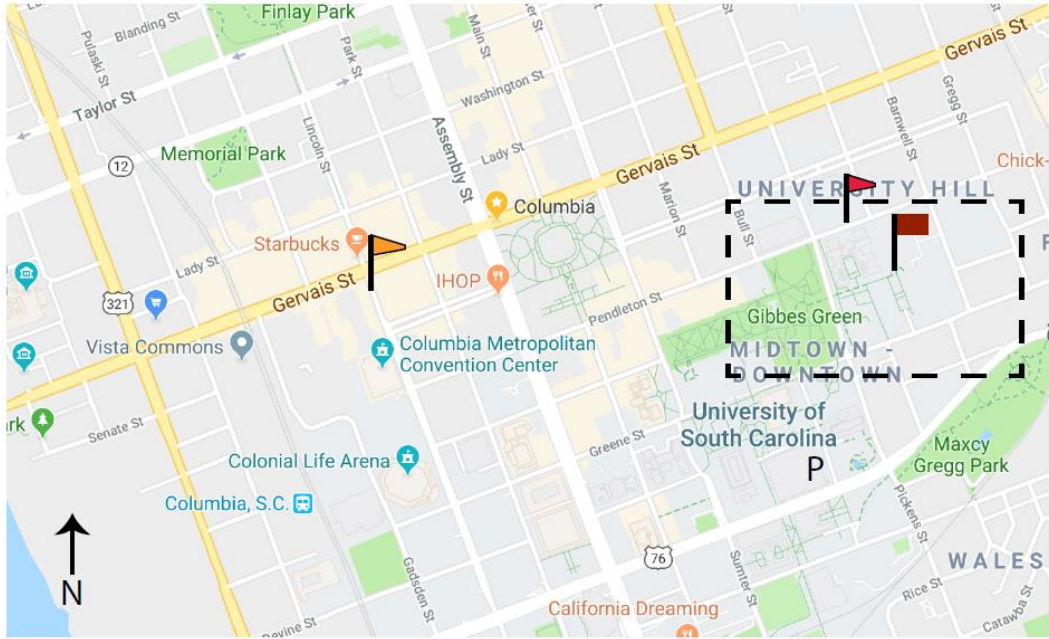 Finlay Park
Blanding St
Pulaski St
Park St
Main St
Gervais St
Taylor St
Washington St
Gregg St
Assembly St
Lincoln St
Lady St
Barnwell St
12
Memorial Park
Gervais St
Chick-
UNIVERSITY HILL
Columbia
Marion St
Bull St
Starbucks
Lady St
IHOP
Gervais St
321
Pendleton St
Gibbes Green
Vista Commons
Columbia Metropolitan
Convention Center
MIDTOWN -
DOWNTOWN
University of
South Carolina
Senate St
Greene St
Maxcy
Gregg Park
Colonial Life Arena
P
Columbia, S.C.
Pickens St
N
76
WALES
Gadsden St
Sumter St
Rice St
California Dreaming
Catawba St